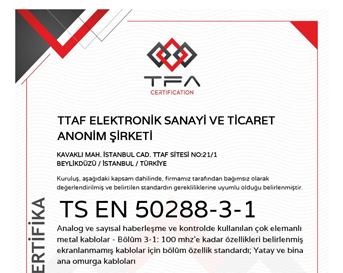 TFA
CERTIFICATION
TTAF ELEKTRONİK SANAYİ VE TİCARET
ANONİM ŞİRKETİ
KAVAKLI MAH. İSTANBUL CAD. TTAF SİTESİ NO:21/1
BEYLİKDÜZÜ / İSTANBUL / TÜRKİYE
Kuruluş, aşağıdaki kapsam dahilinde, firmamız tarafından bağımsız olarak
değerlendirilmiş ve belirtilen standardın gerekliliklerine uyumlu olduğu belirlenmiştir.
TS EN 50288-3-1
Analog ve sayısal haberleşme ve kontrolde kullanılan çok elemanlı
metal kablolar - Bölüm 3-1: 100 mhz'e kadar özellikleri belirlenmiş
ekranlanmamış kablolar için bölüm özellik standardı; Yatay ve bina
ana omurga kabloları
ERTİFİKA